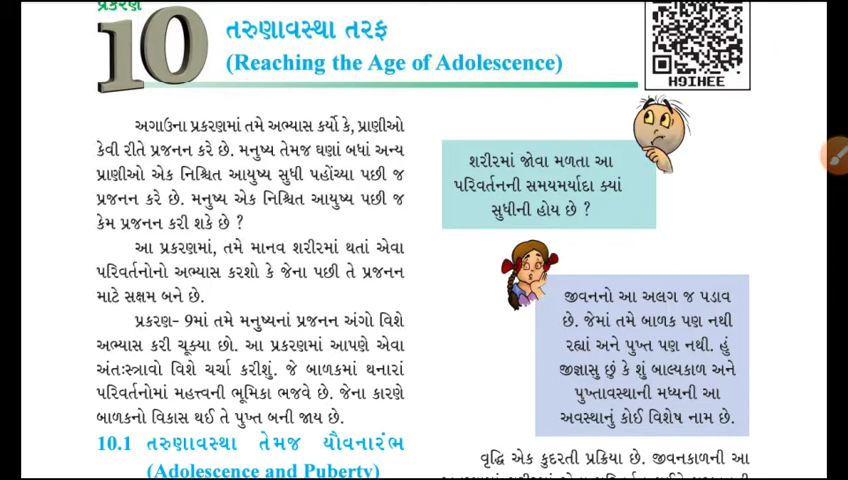 પ્રકરણ
10
તરુણાવસ્થા તરફ
(Reaching the Age of Adolescence)
H9IHEE
અગાઉના પ્રકરણમાં તમે અભ્યાસ કર્યો કે, પ્રાણીઓ
કેવી રીતે પ્રજનન કરે છે. મનુષ્ય તેમજ ઘણાં બધાં અન્ય
પ્રાણીઓ એક નિશ્ચિત આયુષ્ય સુધી પહોંચ્યા પછી જ
પ્રજનન કરે છે. મનુષ્ય એક નિશ્ચિત આયુષ્ય પછી જ
કેમ પ્રજનન કરી શકે છે ?
આ પ્રકરણમાં, તમે માનવ શરીરમાં થતાં એવા
પરિવર્તનોનો અભ્યાસ કરશો કે જેના પછી તે પ્રજનન
માટે સક્ષમ બને છે.
પ્રકરણ- 9માં તમે મનુષ્યનાં પ્રજનન અંગો વિશે
અભ્યાસ કરી ચૂક્યા છો. આ પ્રકરણમાં આપણે એવા
અંતઃસ્ત્રાવો વિશે ચર્ચા કરીશું. જે બાળકમાં થનારાં
પરિવર્તનોમાં મહત્ત્વની ભૂમિકા ભજવે છે. જેના કારણે
બાળકનો વિકાસ થઈ તે પુખ્ત બની જાય છે.
10.1 તરુણાવસ્થા તેમજ યૌવનારંભ
(Adolescence and Puberty)
શરીરમાં જોવા મળતા આ
પરિવર્તનની સમયમર્યાદા ક્યાં
સુધીની હોય છે ?
જીવનનો આ અલગ જ પડાવ
છે. જેમાં તમે બાળક પણ નથી
રહ્યાં અને પુખ્ત પણ નથી. હું
જીજ્ઞાસુ છું કે શું બાલ્યકાળ અને
પુખ્તાવસ્થાની મધ્યની આ
અવસ્થાનું કોઈ વિશેષ નામ છે.
વૃદ્ધિ એક કુદરતી પ્રક્રિયા છે. જીવનકાળની આ